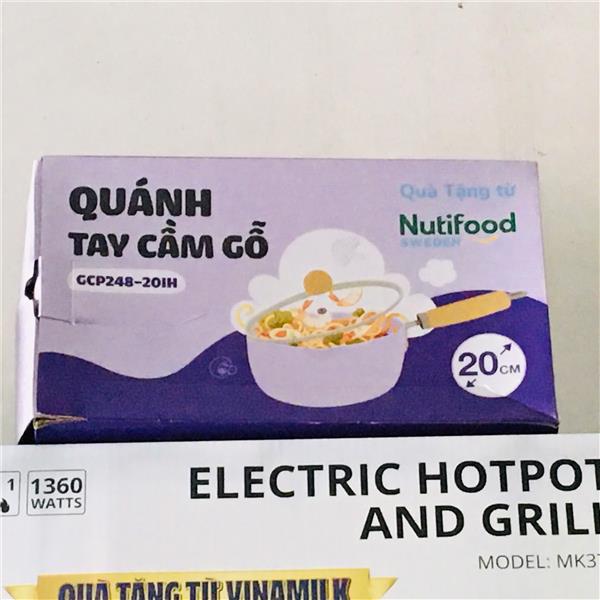 QUÁNH
TAY CẦM GỖ
GCP248-20IH
Quà Tặng từ
Nutifood
SWEDEN
20CM
1
1360
WATTS
ELECTRIC HOTPOT
AND GRILL
MODEL: MK3
QUÀ TẶNG TỪ VINAMILK